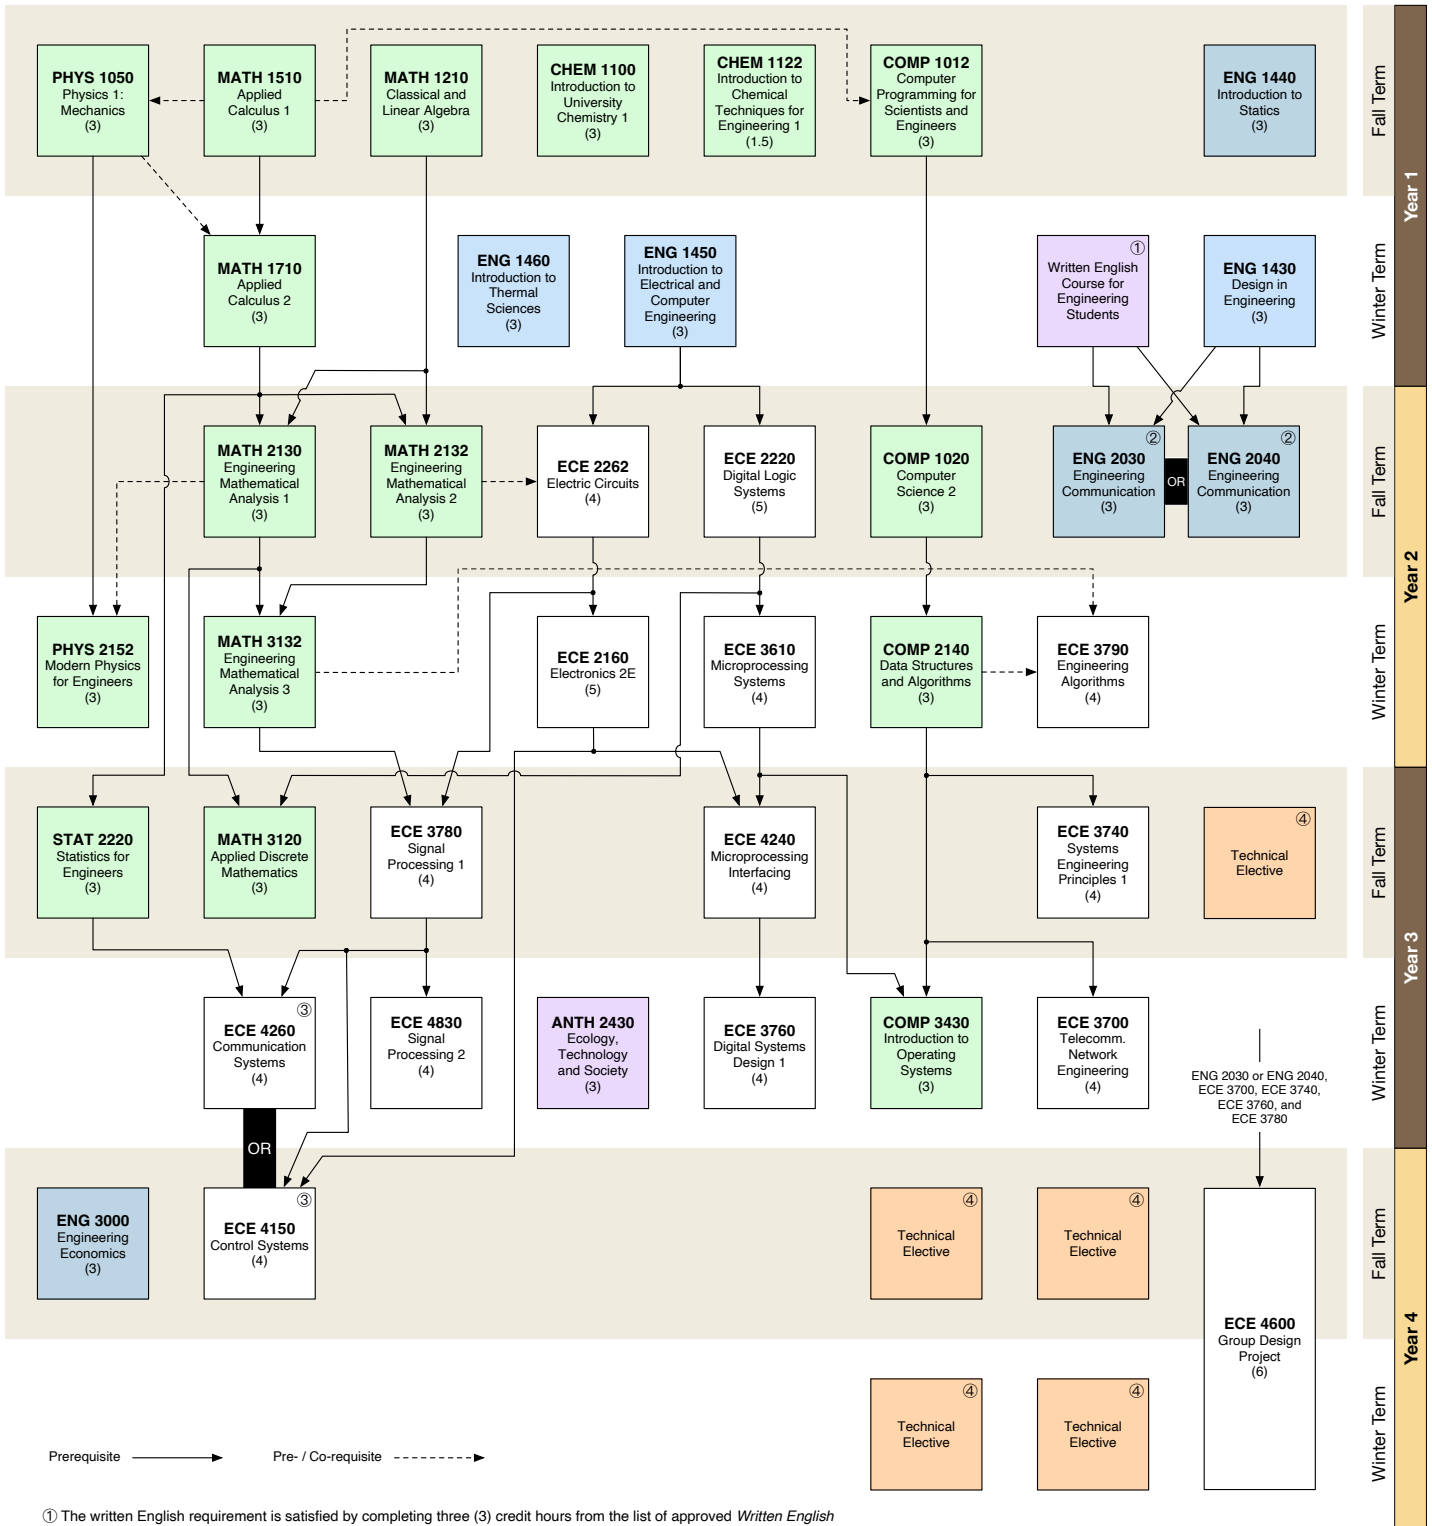 PHYS 1050
Physics 1:
Mechanics
(3)
MATH 1510
Applied
Calculus 1
(3)
MATH 1210
Classical and
Linear Algebra
(3)
CHEM 1100
Introduction to
University
Chemistry 1
(3)
CHEM 1122
Introduction to
Chemical
Techniques for
Engineering 1
(1.5)
COMP 1012
Computer
Programming for
Scientists and
Engineers
(3)
ENG 1440
Introduction to
Statics
(3)
Fall Term
Year 1
MATH 1710
Applied
Calculus 2
(3)
ENG 1460
Introduction to
Thermal
Sciences
(3)
ENG 1450
Introduction to
Electrical and
Computer
Engineering
(3)
①
Written English
Course for
Engineering
Students
ENG 1430
Design in
Engineering
(3)
Winter Term
MATH 2130
Engineering
Mathematical
Analysis 1
(3)
MATH 2132
Engineering
Mathematical
Analysis 2
(3)
ECE 2262
Electric Circuits
(4)
ECE 2220
Digital Logic
Systems
(5)
COMP 1020
Computer
Science 2
(3)
②
ENG 2030
Engineering
Communication
(3)
OR
②
ENG 2040
Engineering
Communication
(3)
Fall Term
Year 2
PHYS 2152
Modern Physics
for Engineers
(3)
MATH 3132
Engineering
Mathematical
Analysis 3
(3)
ECE 2160
Electronics 2E
(5)
ECE 3610
Microprocessing
Systems
(4)
COMP 2140
Data Structures
and Algorithms
(3)
ECE 3790
Engineering
Algorithms
(4)
Winter Term
STAT 2220
Statistics for
Engineers
(3)
MATH 3120
Applied Discrete
Mathematics
(3)
ECE 3780
Signal
Processing 1
(4)
ECE 4240
Microprocessing
Interfacing
(4)
ECE 3740
Systems
Engineering
Principles 1
(4)
④
Technical
Elective
Fall Term
Year 3
③
ECE 4260
Communication
Systems
(4)
ECE 4830
Signal
Processing 2
(4)
ANTH 2430
Ecology,
Technology
and Society
(3)
ECE 3760
Digital Systems
Design 1
(4)
COMP 3430
Introduction to
Operating
Systems
(3)
ECE 3700
Telecomm.
Network
Engineering
(4)
ENG 2030 or ENG 2040,
ECE 3700, ECE 3740,
ECE 3760, and
ECE 3780
Winter Term
OR
ENG 3000
Engineering
Economics
(3)
③
ECE 4150
Control Systems
(4)
④
Technical
Elective
④
Technical
Elective
ECE 4600
Group Design
Project
(6)
Fall Term
Year 4
④
Technical
Elective
④
Technical
Elective
Winter Term
Prerequisite
Pre- / Co-requisite
① The written English requirement is satisfied by completing three (3) credit hours from the list of approved Written English